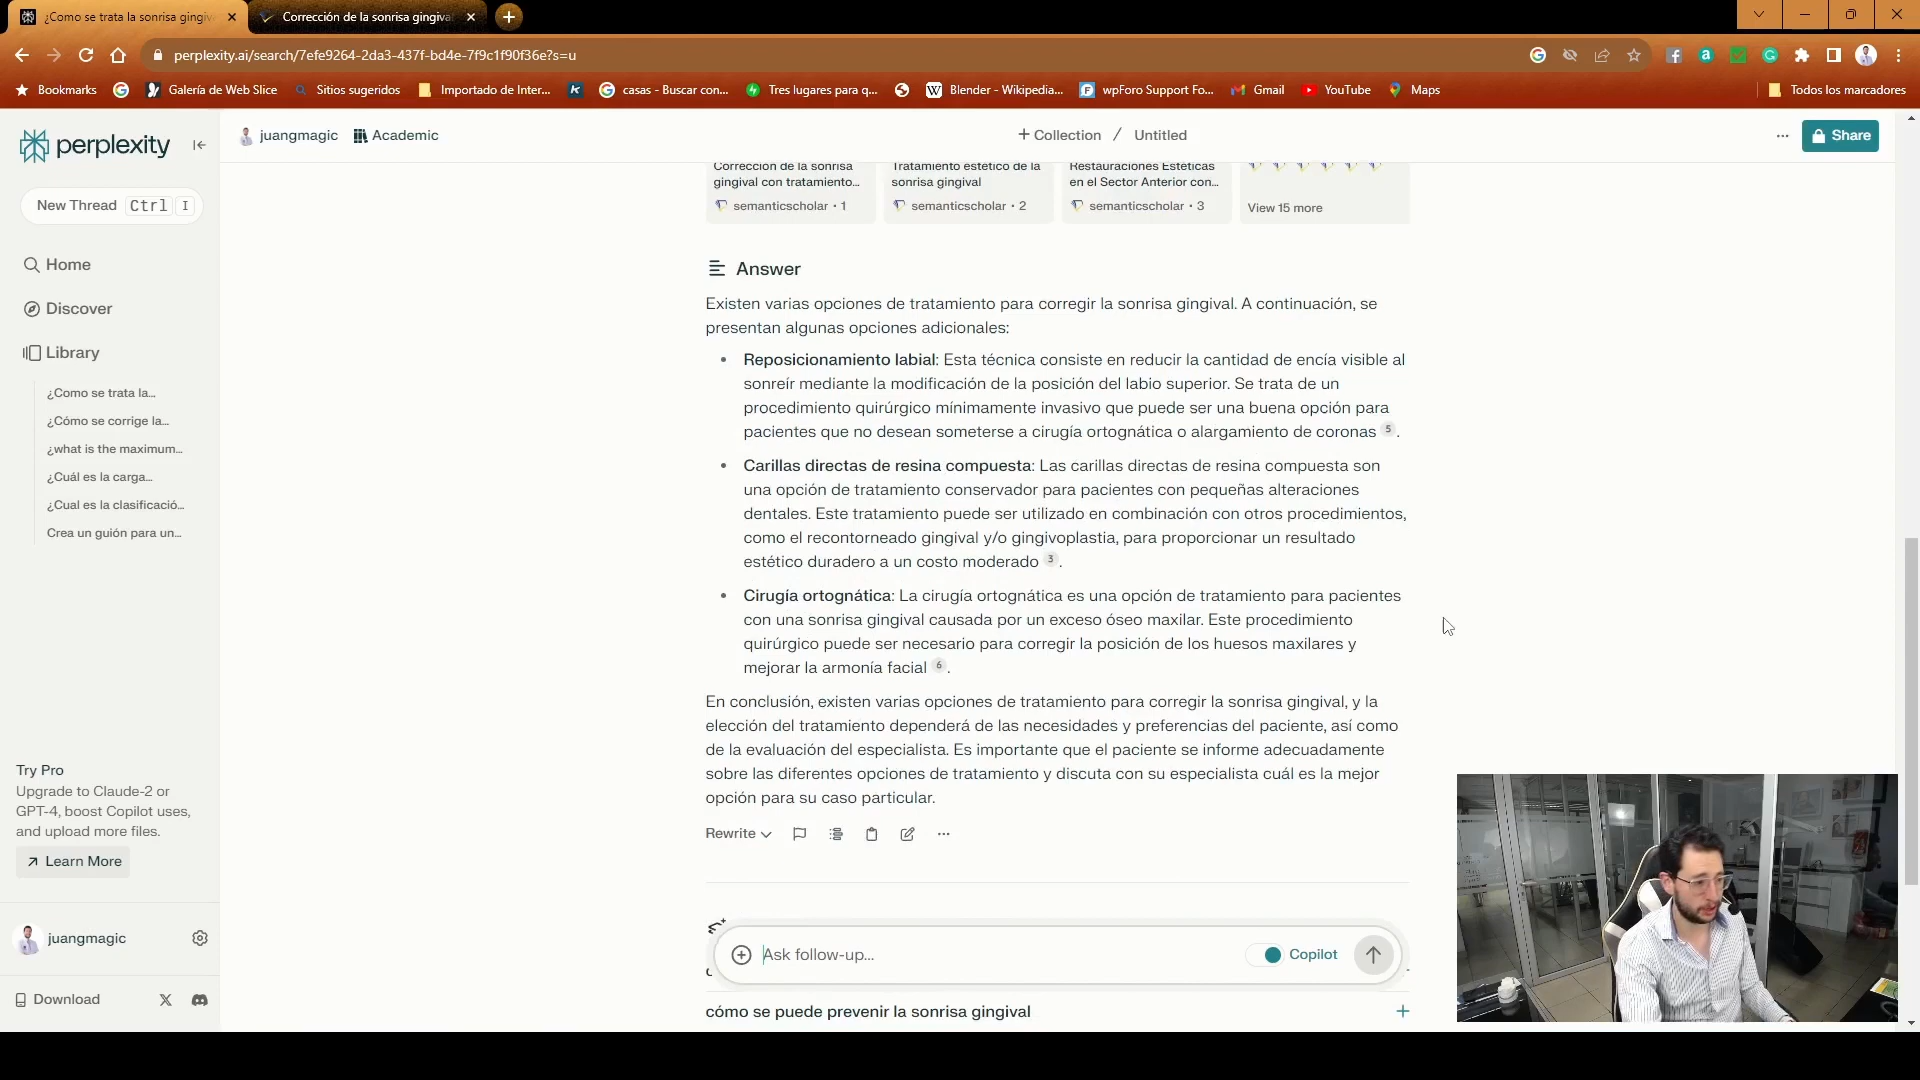 ¿Como se trata la sonrisa gingiv
Corrección de la sonrisa gingiva
perplexity.ai/search/7efe9264-2da3-437f-bd4e-7f9c1f90f36e?s=u
Bookmarks
Galería de Web Slice
Sitios sugeridos
Importado de Inter...
casas - Buscar con...
Tres lugares para q...
Blender - Wikipedia...
wpForo Support Fo...
Gmail
YouTube
Maps
Todos los marcadores
perplexity
New Thread Ctrl I
Home
Discover
Library
¿Como se trata la...
¿Cómo se corrige la...
¿what is the maximum...
¿Cuál es la carga...
¿Cual es la clasificació...
Crea un guión para un...
Try Pro
Upgrade to Claude-2 or
GPT-4, boost Copilot uses,
and upload more files.
Learn More
juangmagic
Download
juangmagic Academic
+ Collection / Untitled
Share
Corrección de la sonrisa
gingival con tratamiento...
semanticscholar · 1
Tratamiento estético de la
sonrisa gingival
semanticscholar · 2
Restauraciones Estéticas
en el Sector Anterior con...
semanticscholar · 3
View 15 more
Answer
Existen varias opciones de tratamiento para corregir la sonrisa gingival. A continuación, se
presentan algunas opciones adicionales:
• Reposicionamiento labial: Esta técnica consiste en reducir la cantidad de encía visible al
sonreír mediante la modificación de la posición del labio superior. Se trata de un
procedimiento quirúrgico mínimamente invasivo que puede ser una buena opción para
pacientes que no desean someterse a cirugía ortognática o alargamiento de coronas 5.
• Carillas directas de resina compuesta: Las carillas directas de resina compuesta son
una opción de tratamiento conservador para pacientes con pequeñas alteraciones
dentales. Este tratamiento puede ser utilizado en combinación con otros procedimientos,
como el recontorneado gingival y/o gingivoplastia, para proporcionar un resultado
estético duradero a un costo moderado 3.
• Cirugía ortognática: La cirugía ortognática es una opción de tratamiento para pacientes
con una sonrisa gingival causada por un exceso óseo maxilar. Este procedimiento
quirúrgico puede ser necesario para corregir la posición de los huesos maxilares y
mejorar la armonía facial 6.
En conclusión, existen varias opciones de tratamiento para corregir la sonrisa gingival, y la
elección del tratamiento dependerá de las necesidades y preferencias del paciente, así como
de la evaluación del especialista. Es importante que el paciente se informe adecuadamente
sobre las diferentes opciones de tratamiento y discuta con su especialista cuál es la mejor
opción para su caso particular.
Rewrite
Ask follow-up...
Copilot
cómo se puede prevenir la sonrisa gingival